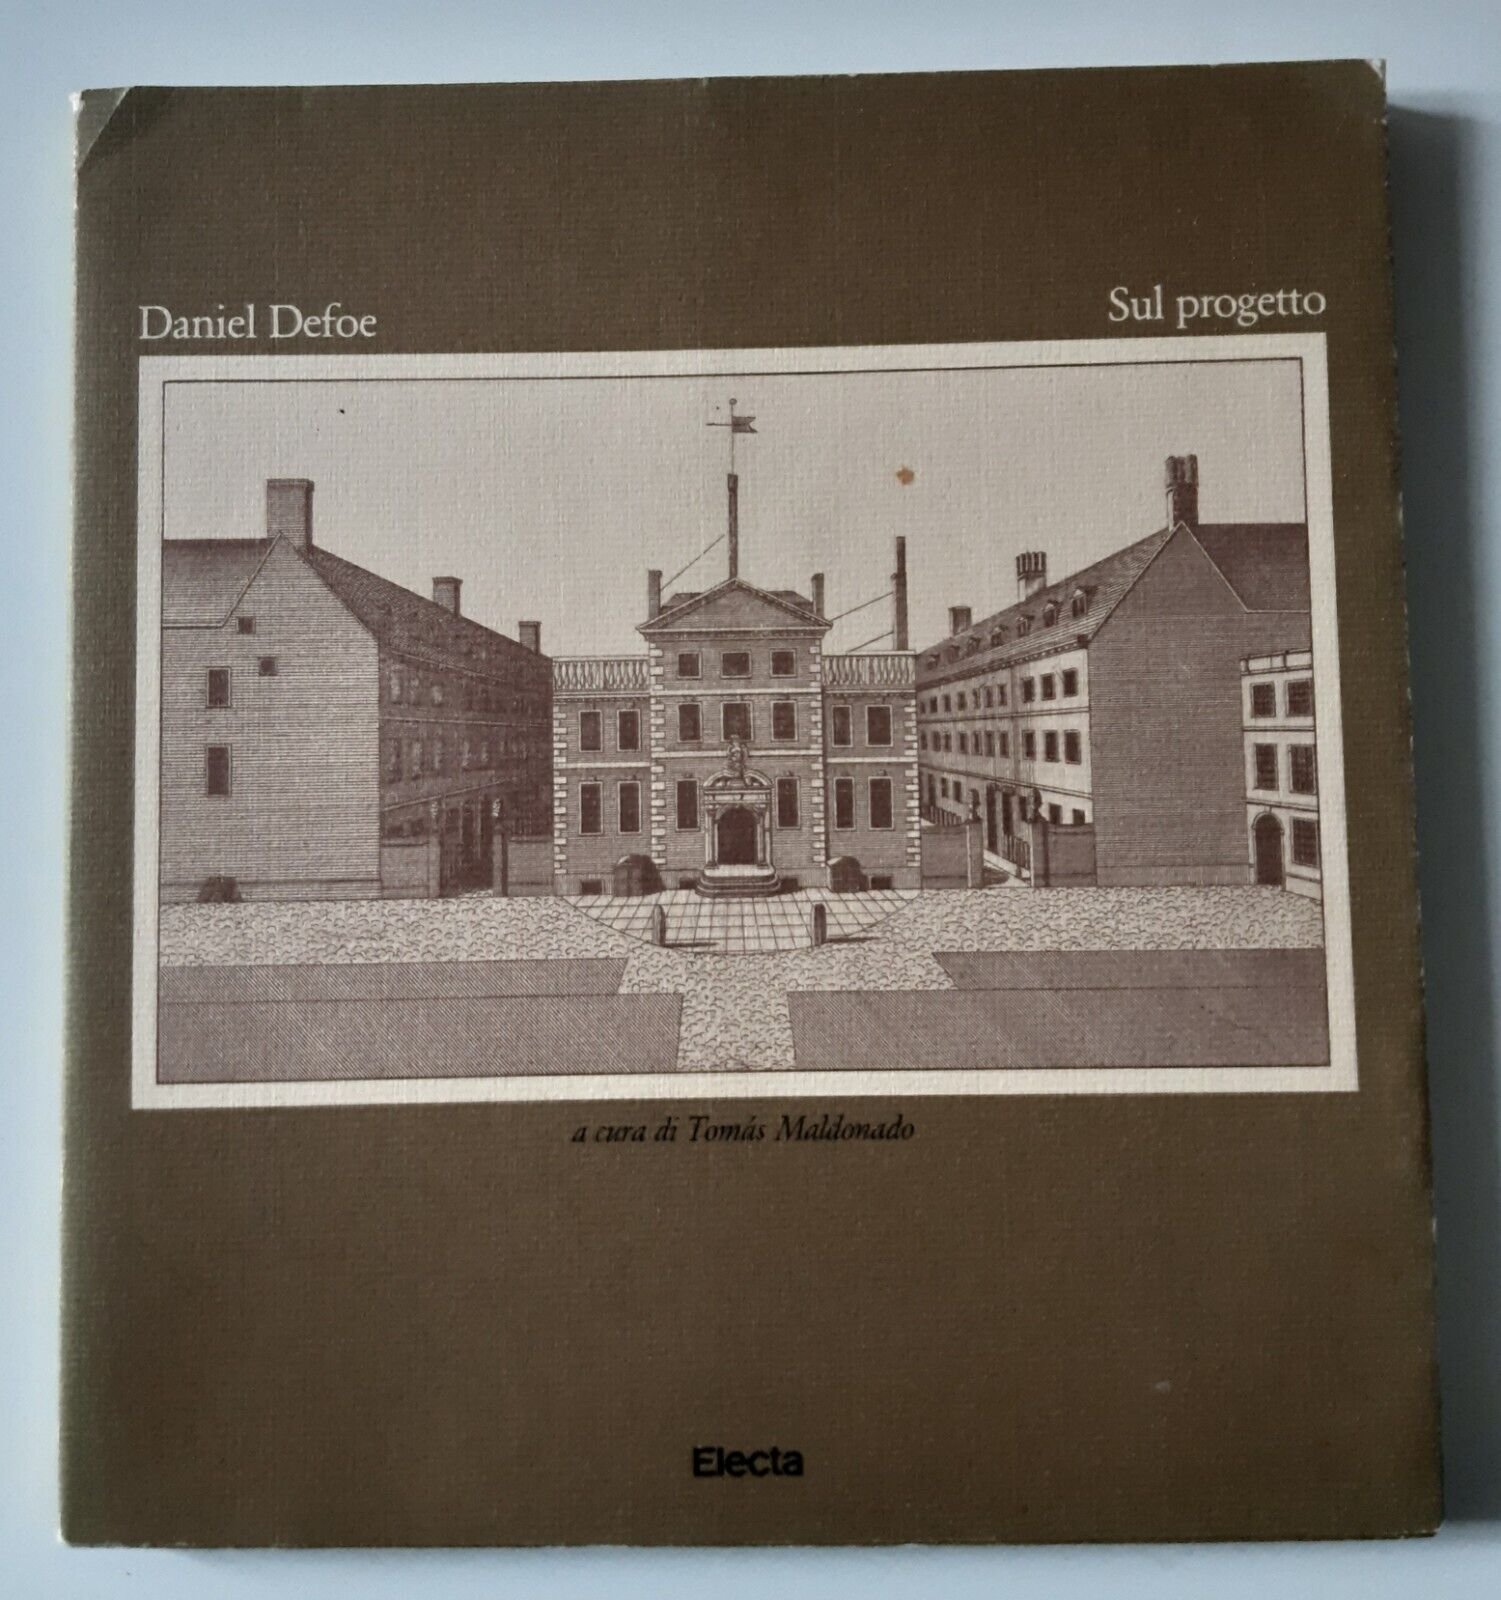 Daniel Defoe
Sul progetto
a cura di Tomás Maldonado
Electa